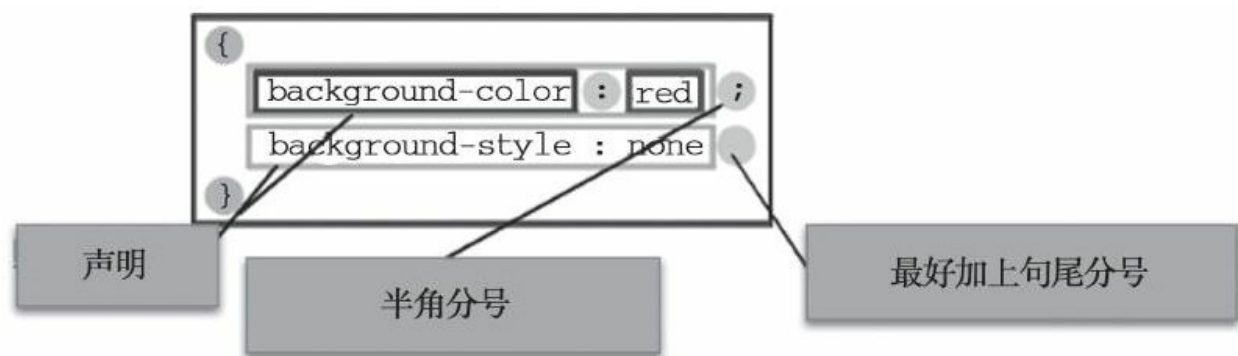 {
background-color : red ;
background-style : none
}
声明
半角分号
最好加上句尾分号